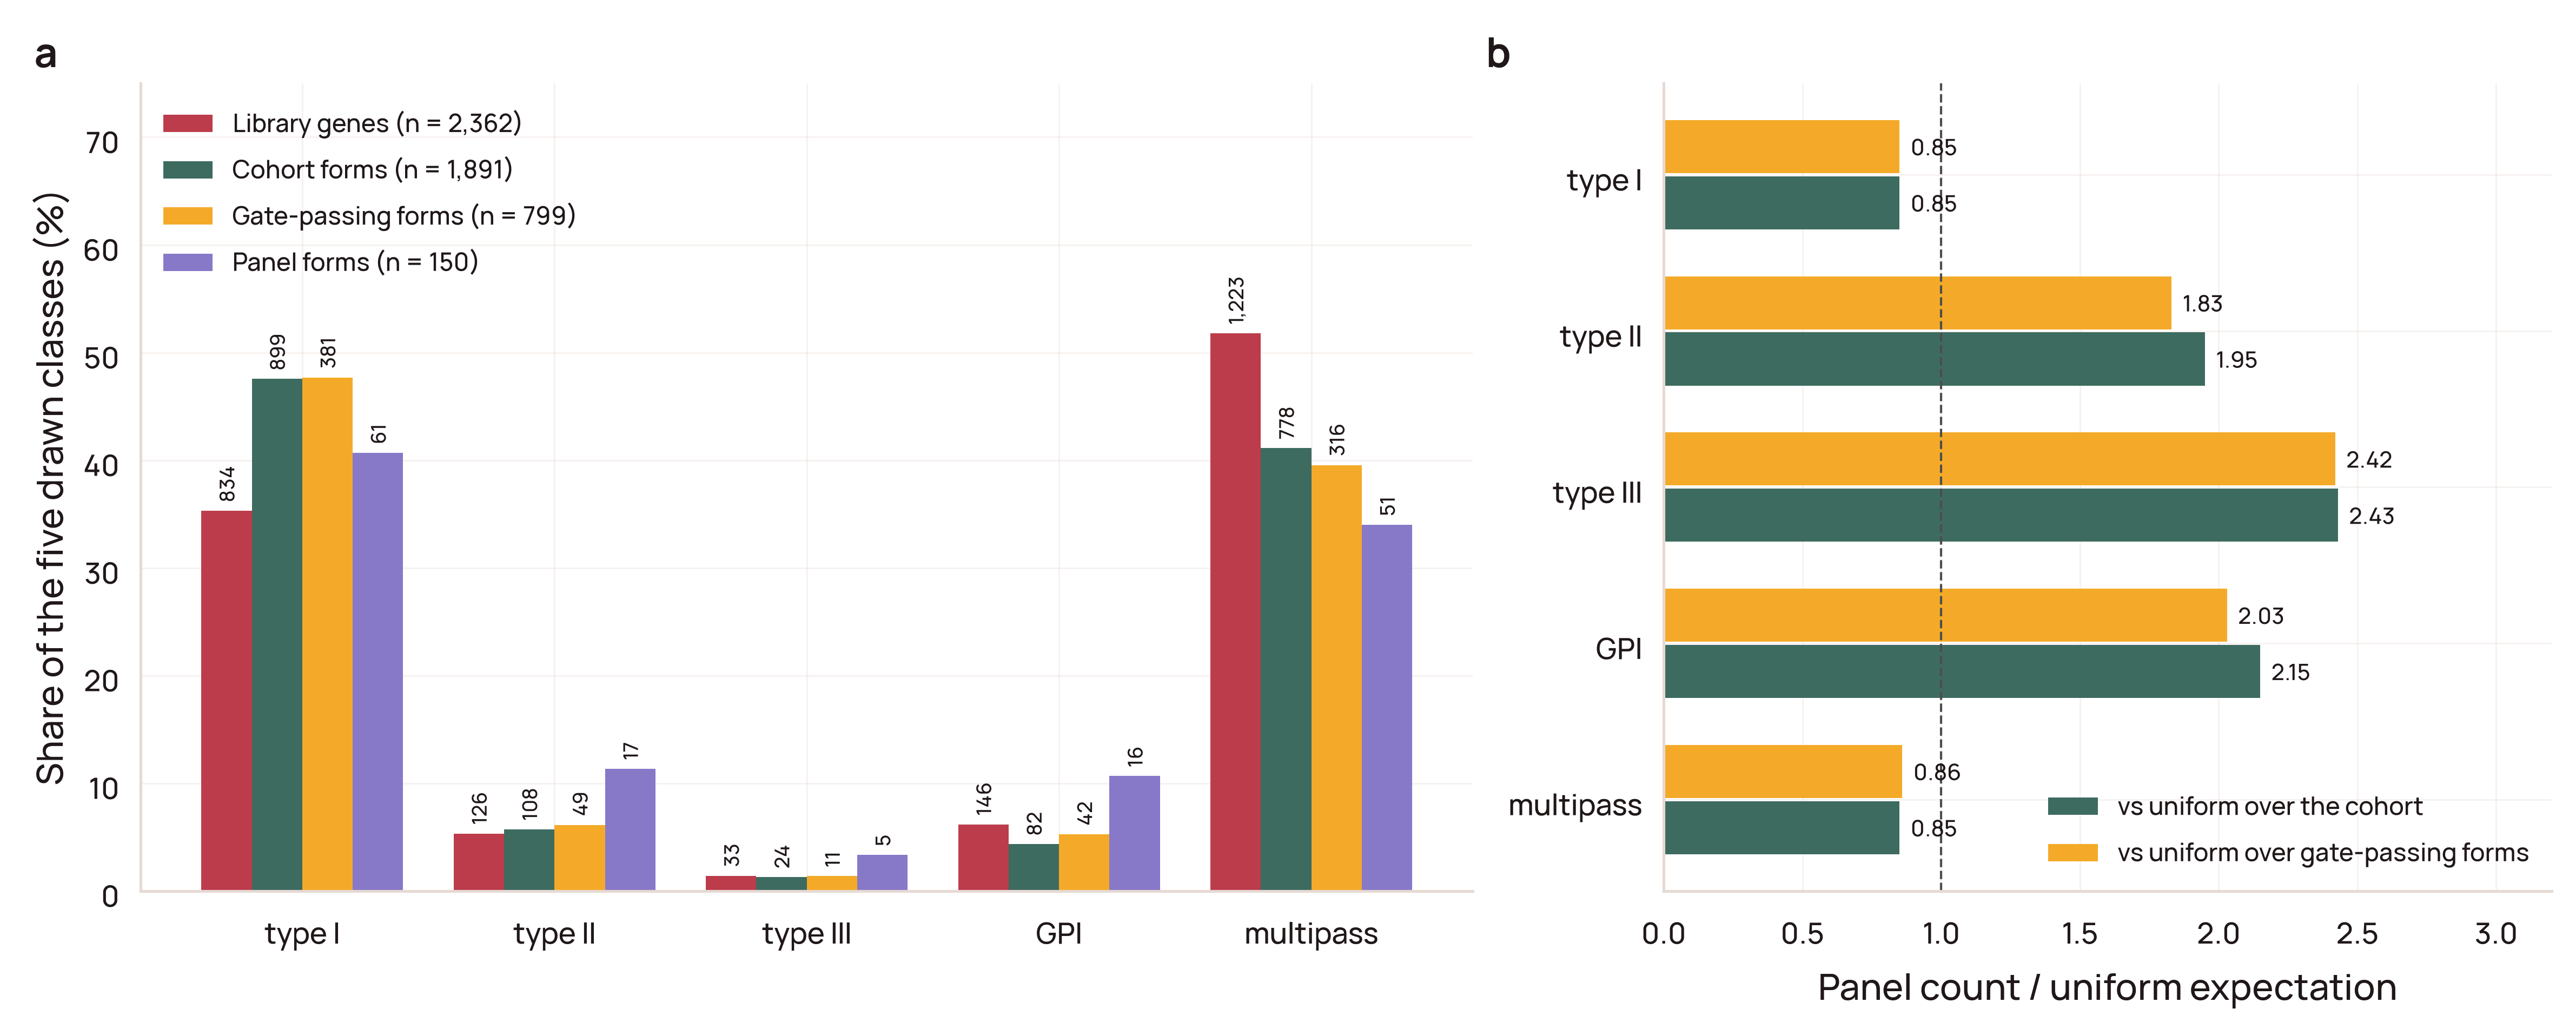 a
Share of the five drawn classes (%)
70
60
50
40
30
20
10
0
Library genes (n = 2,362)
Cohort forms (n = 1,891)
Gate-passing forms (n = 799)
Panel forms (n = 150)
834
899
381
61
126
108
49
17
33
24
11
5
146
82
42
16
1,223
778
316
51
type I
type II
type III
GPI
multipass
b
type I
0.85
0.85
type II
1.83
1.95
type III
2.42
2.43
GPI
2.03
2.15
multipass
0.86
0.85
vs uniform over the cohort
vs uniform over gate-passing forms
0.0
0.5
1.0
1.5
2.0
2.5
3.0
Panel count / uniform expectation